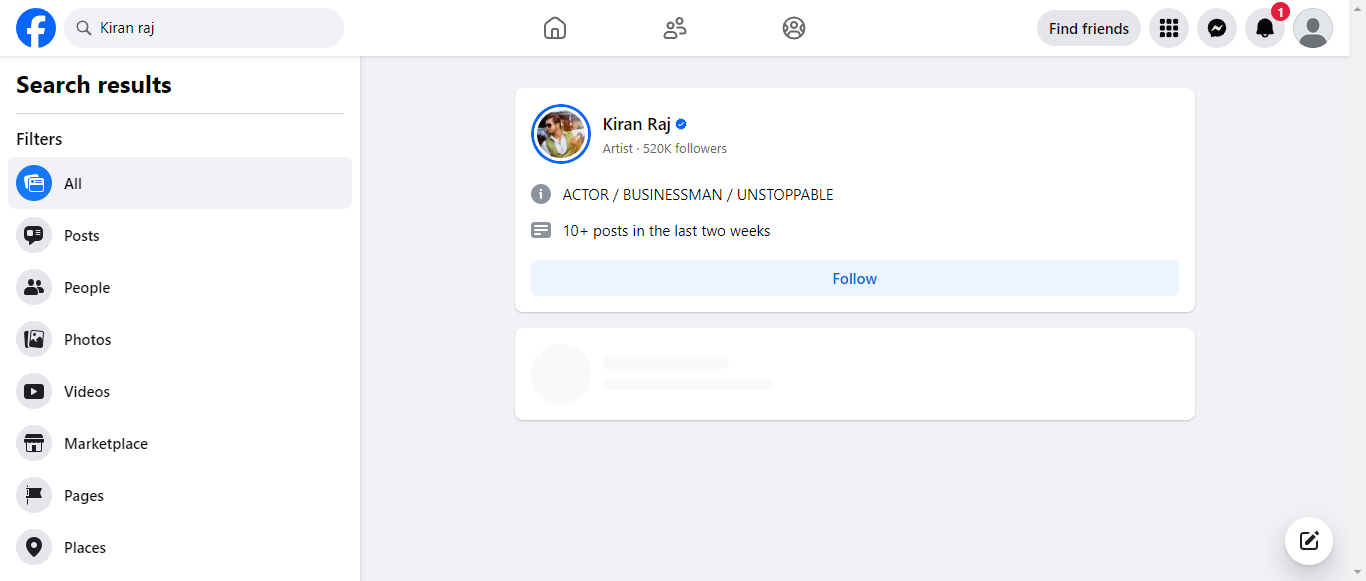 Kiran raj
Find friends
1
Search results
Filters
All
Posts
People
Photos
Videos
Marketplace
Pages
Places
Kiran Raj
Artist · 520K followers
ACTOR / BUSINESSMAN / UNSTOPPABLE
10+ posts in the last two weeks
Follow